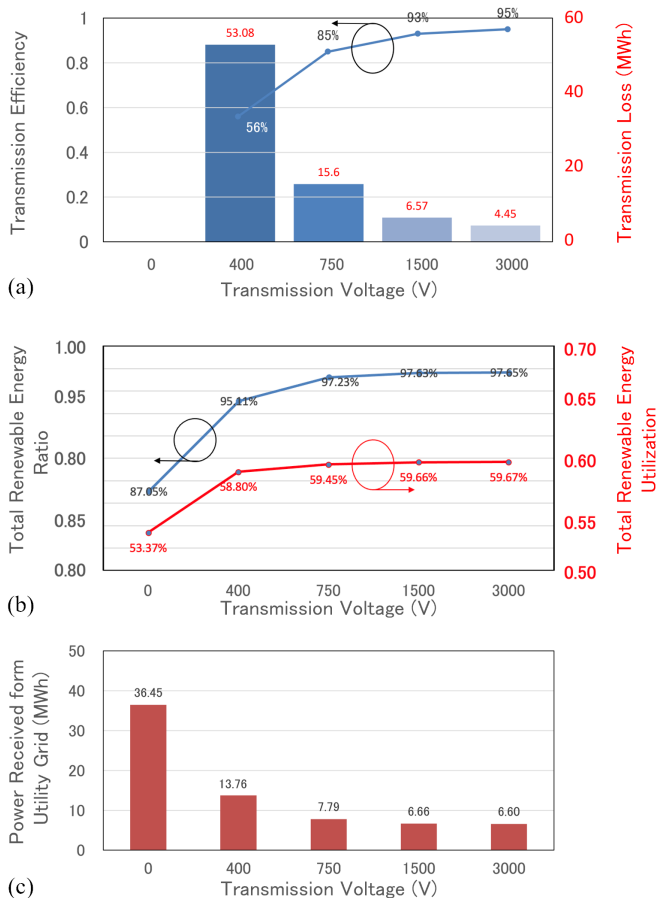 Transmission Efficiency
Transmission Loss (MWh)
1
0.8
0.6
0.4
0.2
0
60
40
20
0
53.08
15.6
6.57
4.45
56%
85%
93%
95%
0 400 750 1500 3000
Transmission Voltage (V)
(a)
Total Renewable Energy
Ratio
Total Renewable Energy
Utilization
1.00
0.95
0.80
0.85
0.80
0.70
0.65
0.60
0.55
0.50
87.05%
95.11%
97.23%
97.63%
97.65%
53.37%
58.80%
59.45%
59.66%
59.67%
0 400 750 1500 3000
Transmission Voltage (V)
(b)
Power Received form
Utility Grid (MWh)
50
40
30
20
10
0
36.45
13.76
7.79
6.66
6.60
0 400 750 1500 3000
Transmission Voltage (V)
(c)